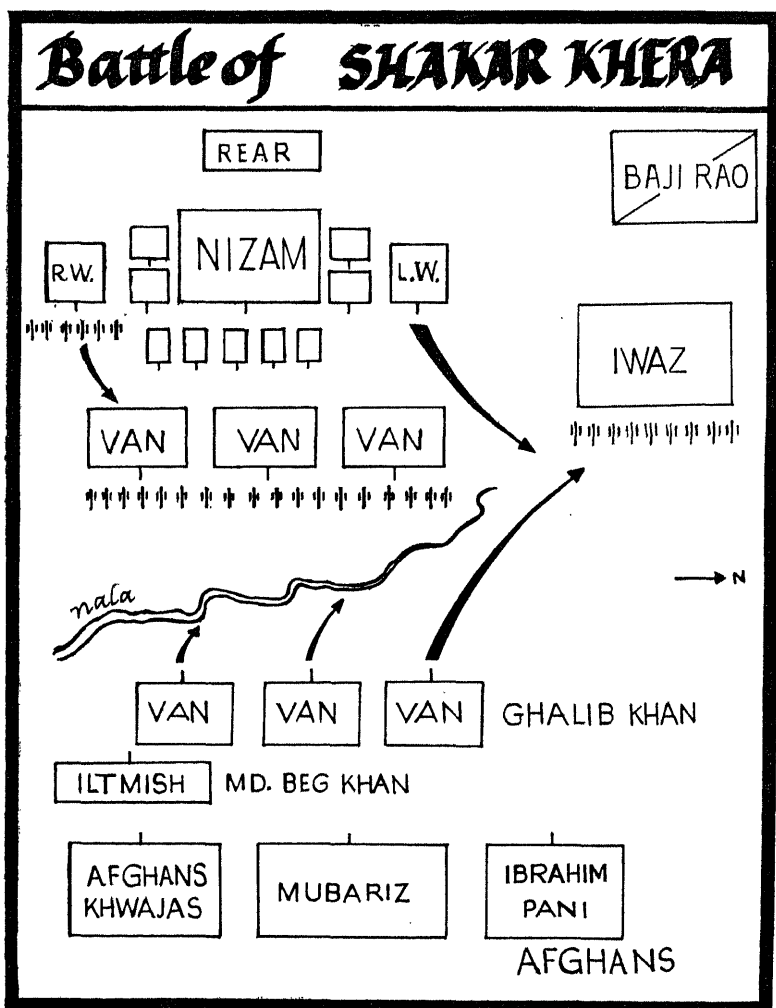 Battle of SHAKAR KHERA
REAR
BAJI RAO
NIZAM
R.W.
L.W.
IWAZ
VAN
VAN
VAN
N
nala
VAN
VAN
VAN
GHALIB KHAN
ILTMISH
MD. BEG KHAN
AFGHANS
KHWAJAS
MUBARIZ
IBRAHIM
PANI
AFGHANS